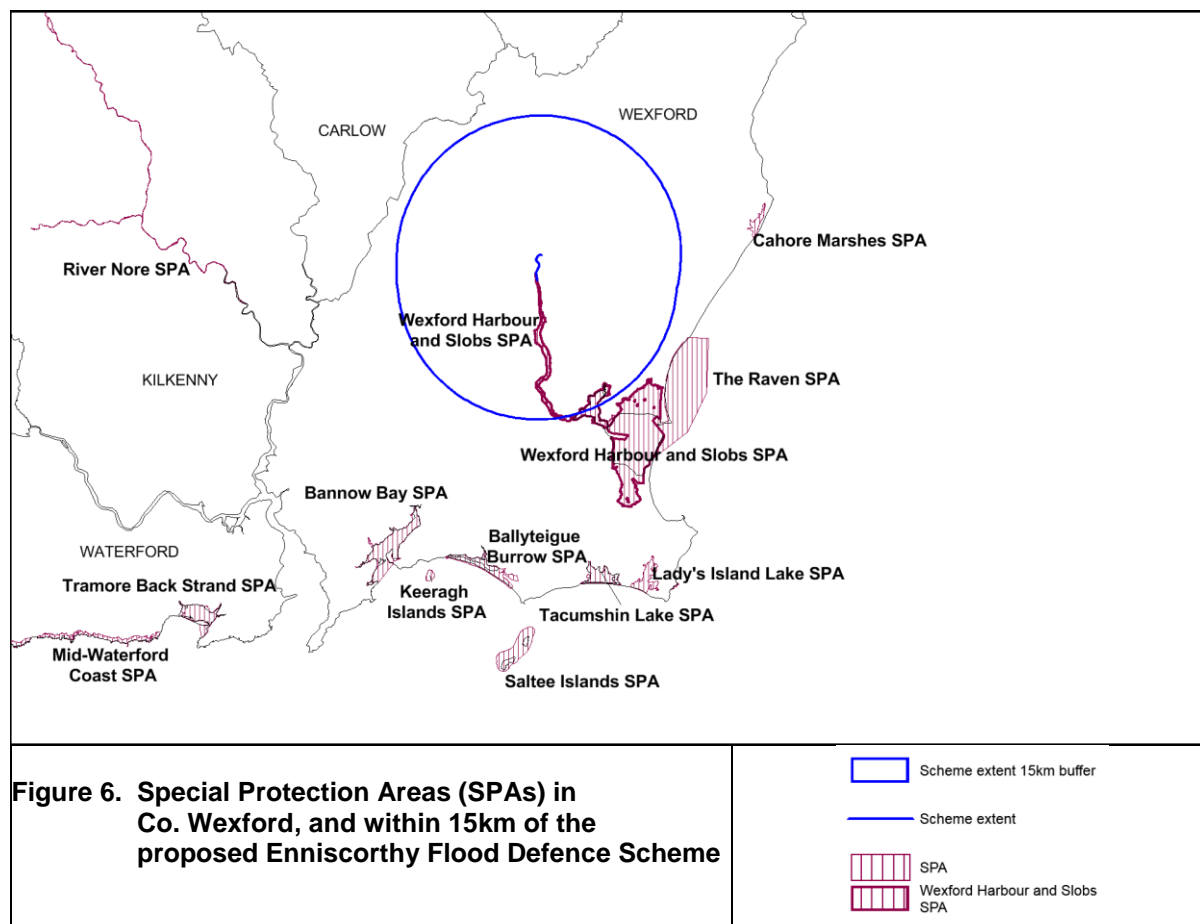 WEXFORD
CARLOW
Cahore Marshes SPA
River Nore SPA
Wexford Harbour
and Slobs SPA
KILKENNY
The Raven SPA
Wexford Harbour and Slobs SPA
Bannow Bay SPA
Ballyteigue
Burrow SPA
WATERFORD
Tramore Back Strand SPA
Keeragh
Islands SPA
Lady's Island Lake SPA
Tacumshin Lake SPA
Mid-Waterford
Coast SPA
Saltee Islands SPA
Figure 6. Special Protection Areas (SPAs) in
Co. Wexford, and within 15km of the
proposed Enniscorthy Flood Defence Scheme
Scheme extent 15km buffer
Scheme extent
SPA
Wexford Harbour and Slobs
SPA